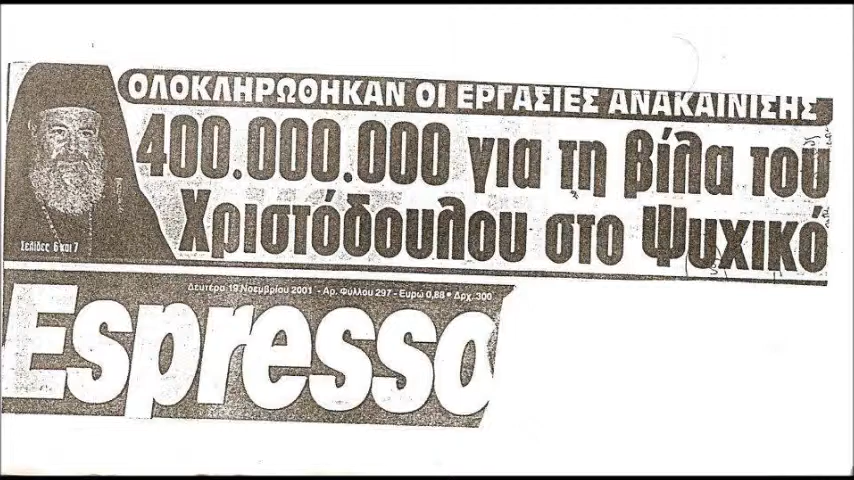 ΟΛΟΚΛΗΡΩΘΗΚΑΝ ΟΙ ΕΡΓΑΣΙΕΣ ΑΝΑΚΑΙΝΙΣΗΣ
400.000.000 για τη βίλα του
Χριστόδουλου στο Ψυχικό
Σελίδες 6 και 7
Δευτέρα 19 Νοεμβρίου 2001 - Αρ. Φύλλου 297 - Ευρώ 0,88 * Δρχ. 300
Espresso